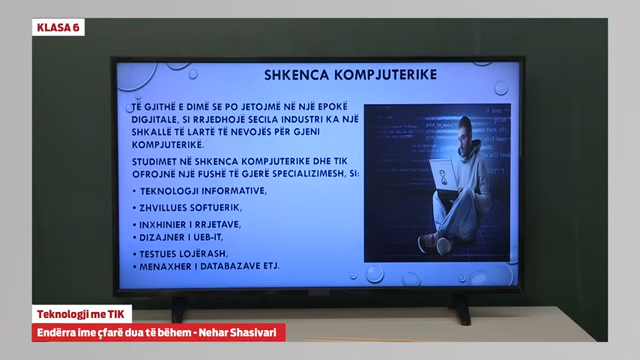 KLASA 6
SHKENCA KOMPJUTERIKE
TË GJITHË E DIMË SE PO JETOJMË NË NJË EPOKË
DIGJITALE, SI RRJEDHOJË SECILA INDUSTRI KA NJË
SHKALLË TË LARTË TË NEVOJËS PËR GJENI
KOMPJUTERIKË.
STUDIMET NË SHKENCA KOMPJUTERIKE DHE TIK
OFROJNË NJË FUSHË TË GJERË SPECIALIZIMESH, SI:
• TEKNOLOGJI INFORMATIVE,
• ZHVILLUES SOFTUERIK,
• INXHINIER I RRJETAVE,
• DIZAJNER I UEB-IT,
• TESTUES LOJËRASH,
• MENAXHER I DATABAZAVE ETJ.
Teknologji me TIK
Endërra ime çfarë dua të bëhem - Nehar Shasivari